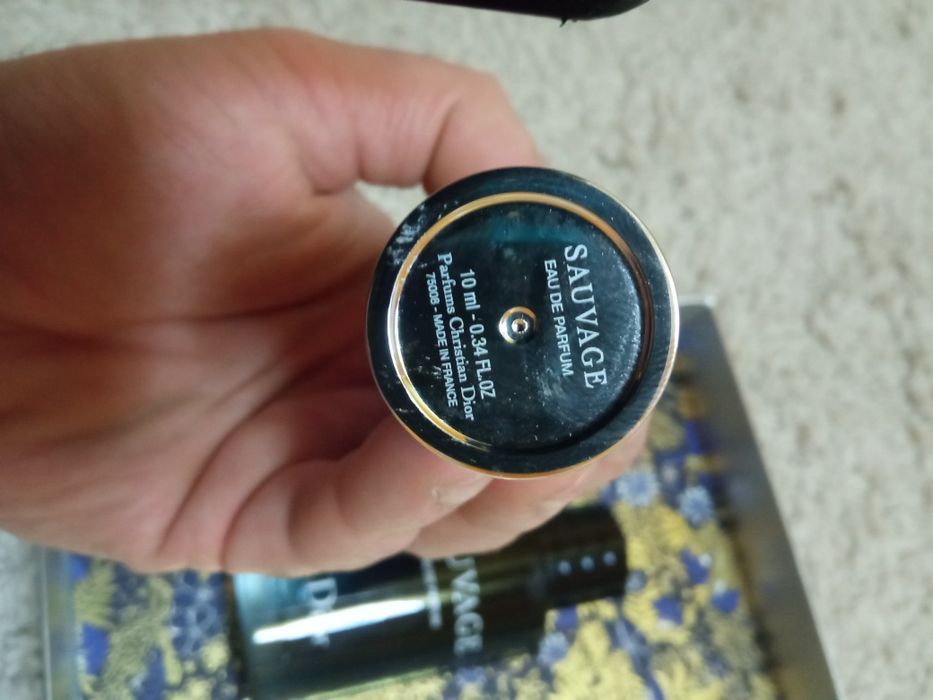 SAUVAGE
EAU DE PARFUM
10 ml - 0.34 FL.OZ
Parfums Christian Dior
75008 - MADE IN FRANCE